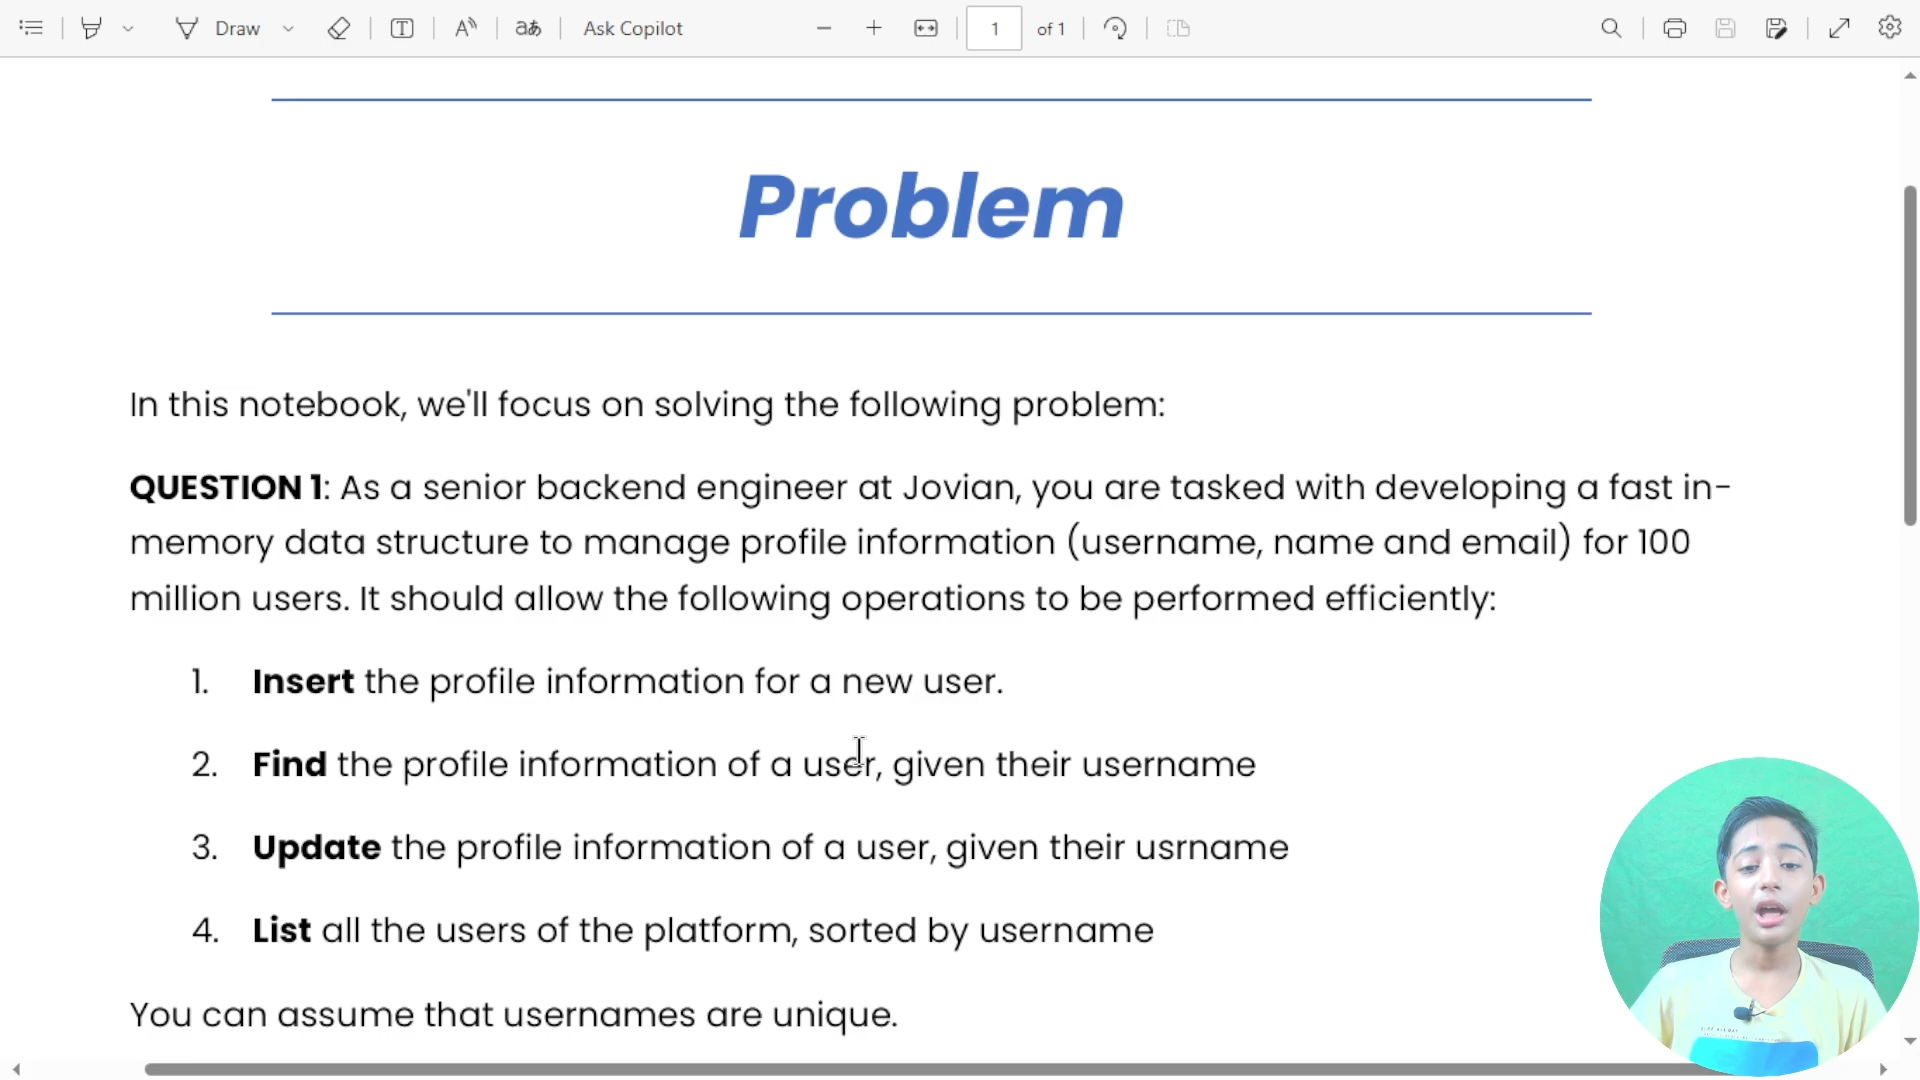 Draw
Ask Copilot
1 of 1
Problem
In this notebook, we'll focus on solving the following problem:
QUESTION 1: As a senior backend engineer at Jovian, you are tasked with developing a fast in-
memory data structure to manage profile information (username, name and email) for 100
million users. It should allow the following operations to be performed efficiently:
1. Insert the profile information for a new user.
2. Find the profile information of a user, given their username
3. Update the profile information of a user, given their usrname
4. List all the users of the platform, sorted by username
You can assume that usernames are unique.